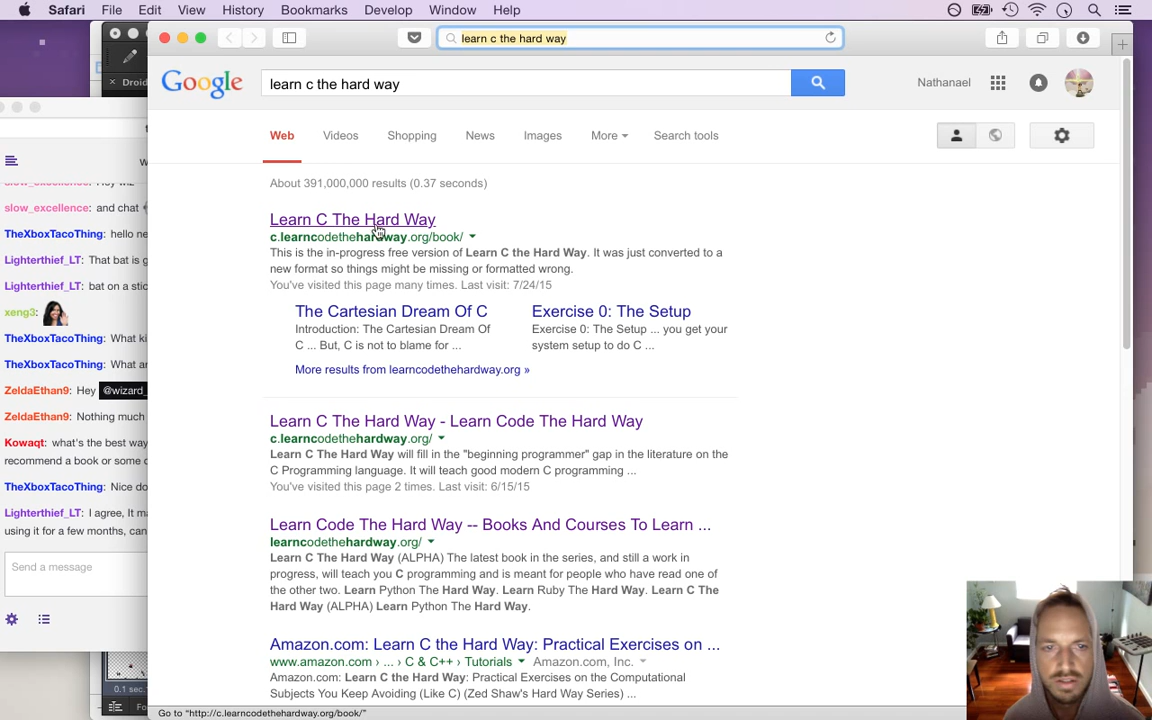 Safari File Edit View History Bookmarks Develop Window Help
learn c the hard way
Droid
Google
learn c the hard way
Nathanael
Web Videos Shopping News Images More Search tools
About 391,000,000 results (0.37 seconds)
Learn C The Hard Way
c.learncodethehardway.org/book/
This is the in-progress free version of Learn C the Hard Way. It was just converted to a
new format so things might be missing or formatted wrong.
You've visited this page many times. Last visit: 7/24/15
The Cartesian Dream Of C
Introduction: The Cartesian Dream Of
C ... But, C is not to blame for ...
Exercise 0: The Setup
Exercise 0: The Setup ... you get your
system setup to do C ...
More results from learncodethehardway.org »
Learn C The Hard Way - Learn Code The Hard Way
c.learncodethehardway.org/
Learn C The Hard Way will fill in the "beginning programmer" gap in the literature on the
C Programming language. It will teach good modern C programming ...
You've visited this page 2 times. Last visit: 6/15/15
Learn Code The Hard Way -- Books And Courses To Learn ...
learncodethehardway.org/
Learn C The Hard Way (ALPHA) The latest book in the series, and still a work in
progress, will teach you C programming and is meant for people who have read one of
the other two. Learn Python The Hard Way. Learn Ruby The Hard Way. Learn C The
Hard Way (ALPHA) Learn Python The Hard Way.
Amazon.com: Learn C the Hard Way: Practical Exercises on ...
www.amazon.com › ... › C & C++ › Tutorials Amazon.com, Inc.
Amazon.com: Learn C the Hard Way: Practical Exercises on the Computational
Subjects You Keep Avoiding (Like C) (Zed Shaw's Hard Way Series) ...
Go to "http://c.learncodethehardway.org/book/"
slow_excellence: and chat
TheXboxTacoThing: hello ne
Lighterthief_LT: That bat is g
Lighterthief_LT: bat on a stic
xeng3:
TheXboxTacoThing: What ki
TheXboxTacoThing: What ar
ZeldaEthan9: Hey @wizard_
ZeldaEthan9: Nothing much
Kowaqt: what's the best way
recommend a book or some c
TheXboxTacoThing: Nice do
Lighterthief_LT: I agree, It ma
using it for a few months, can
Send a message
0.1 sec.
Fo